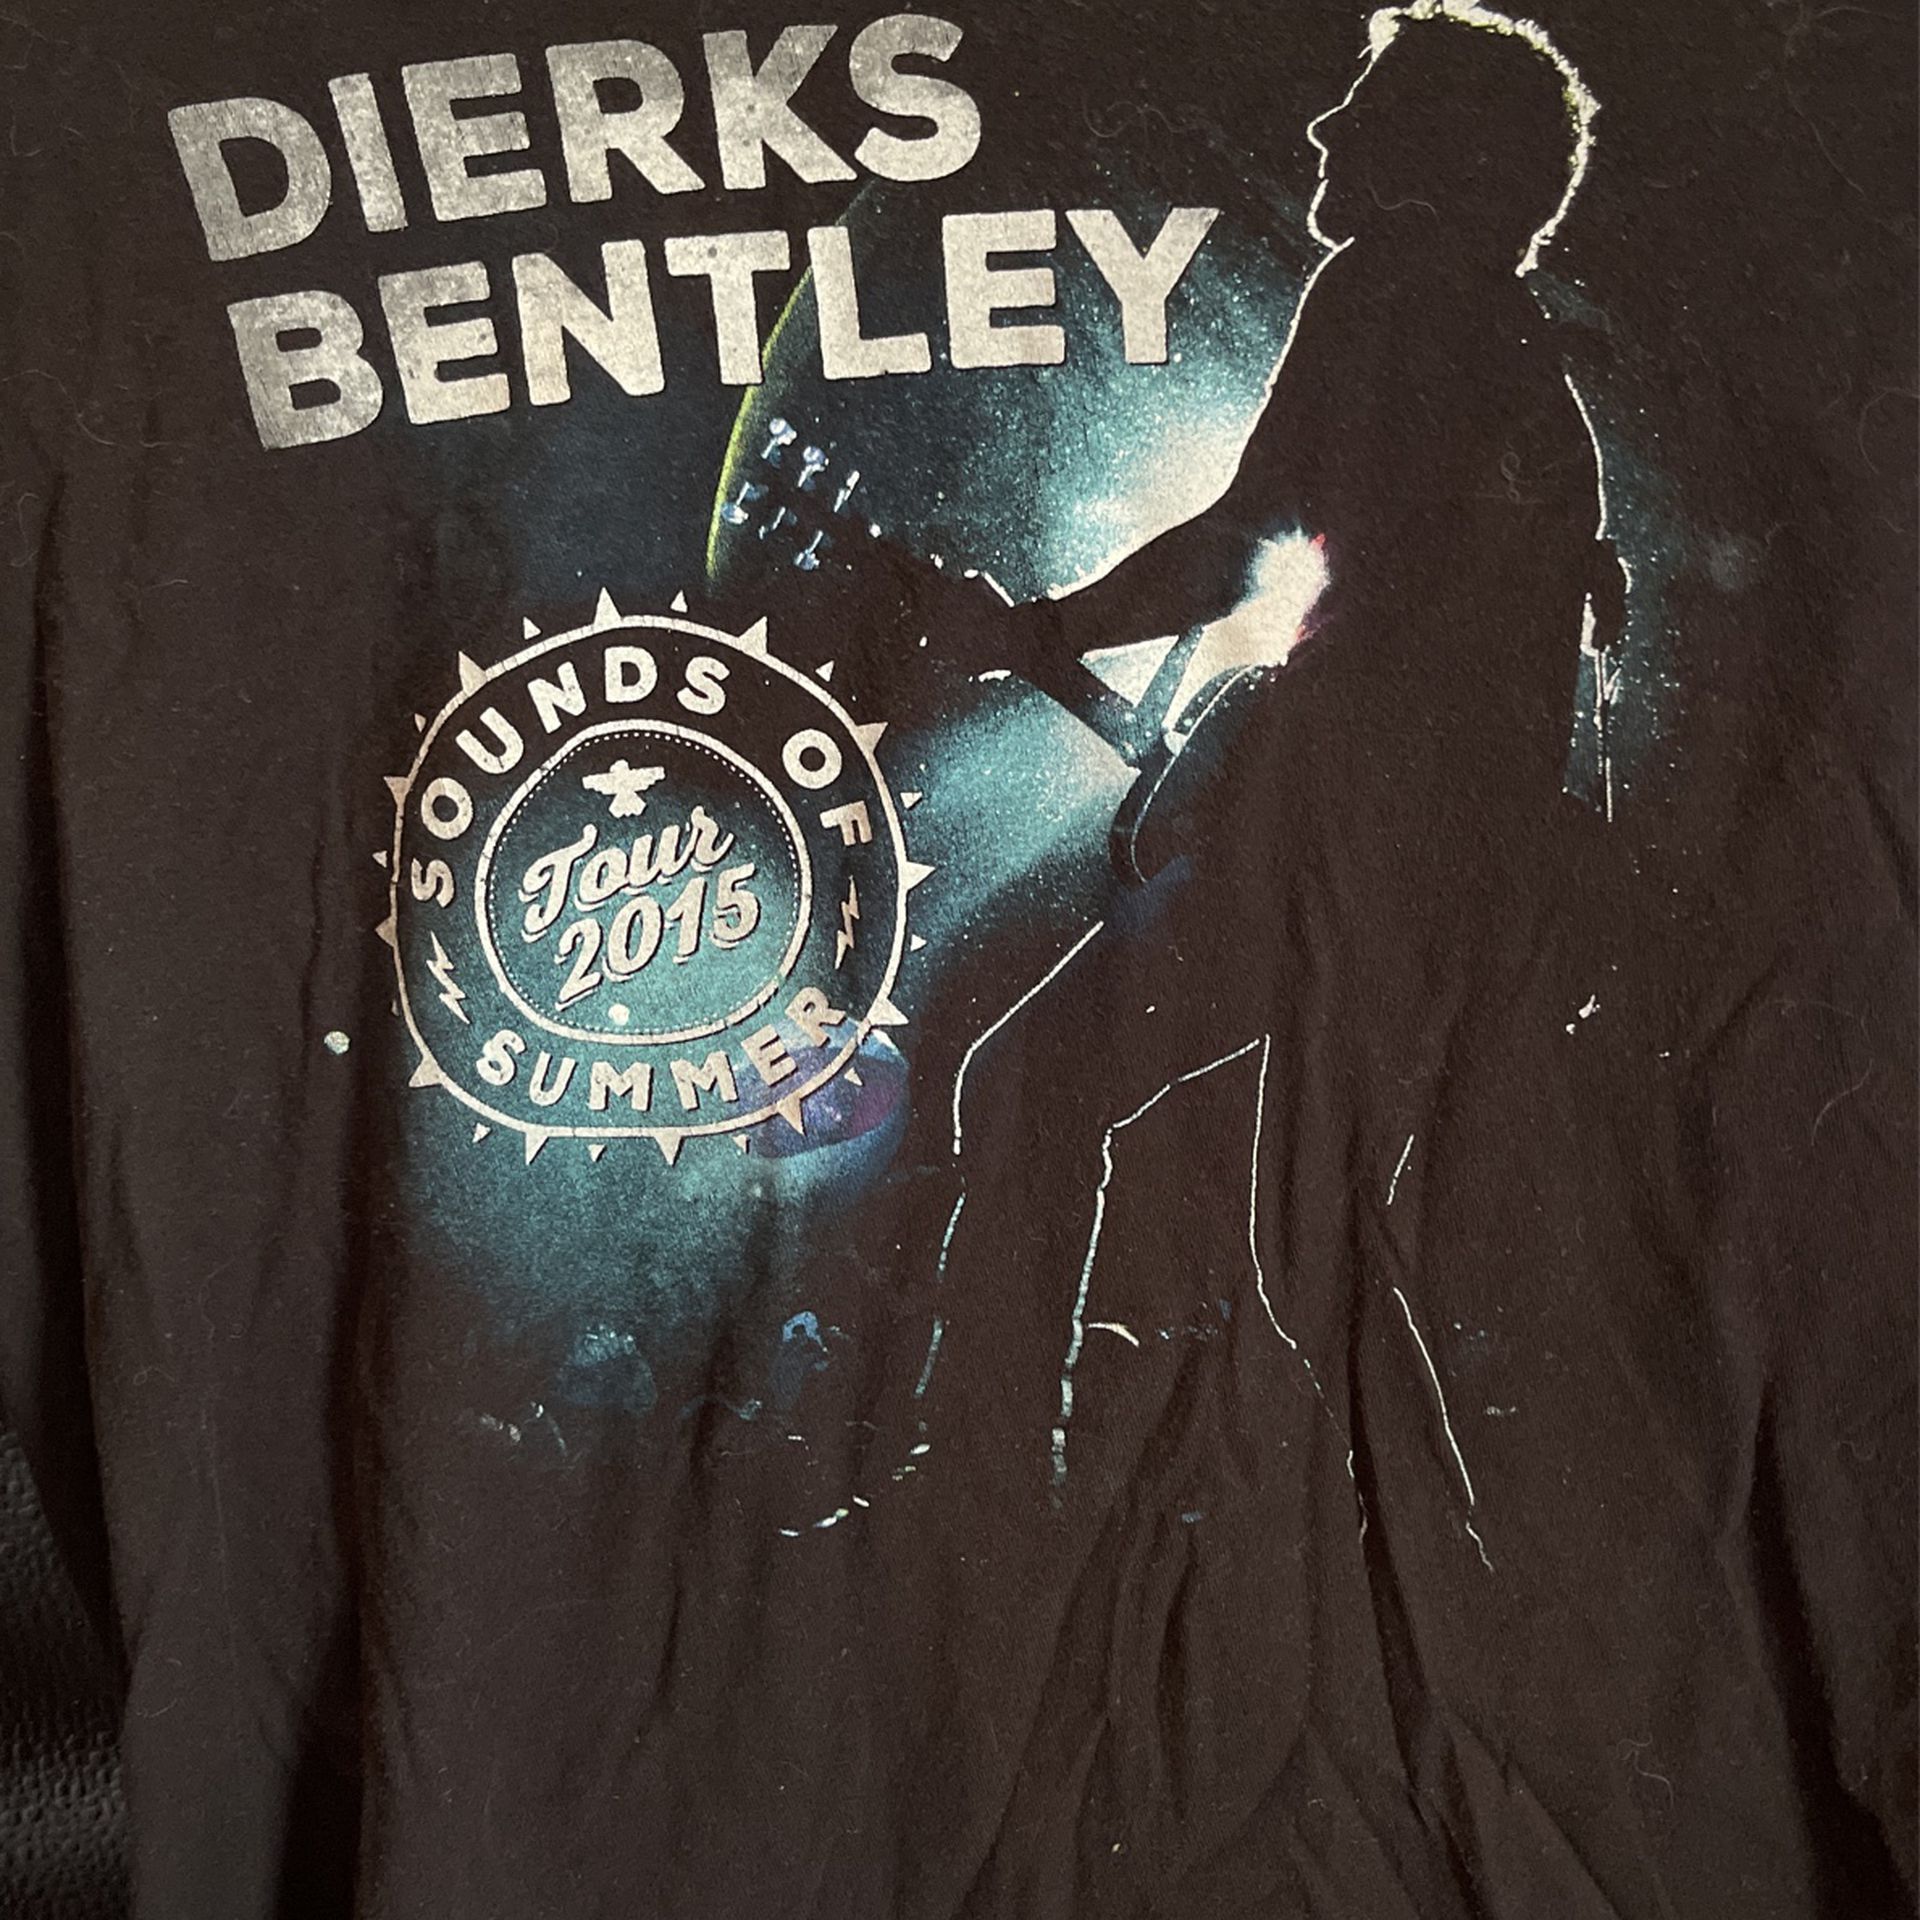 DIERKS
BENTLEY
SOUNDS OF
Tour
2015
SUMMER